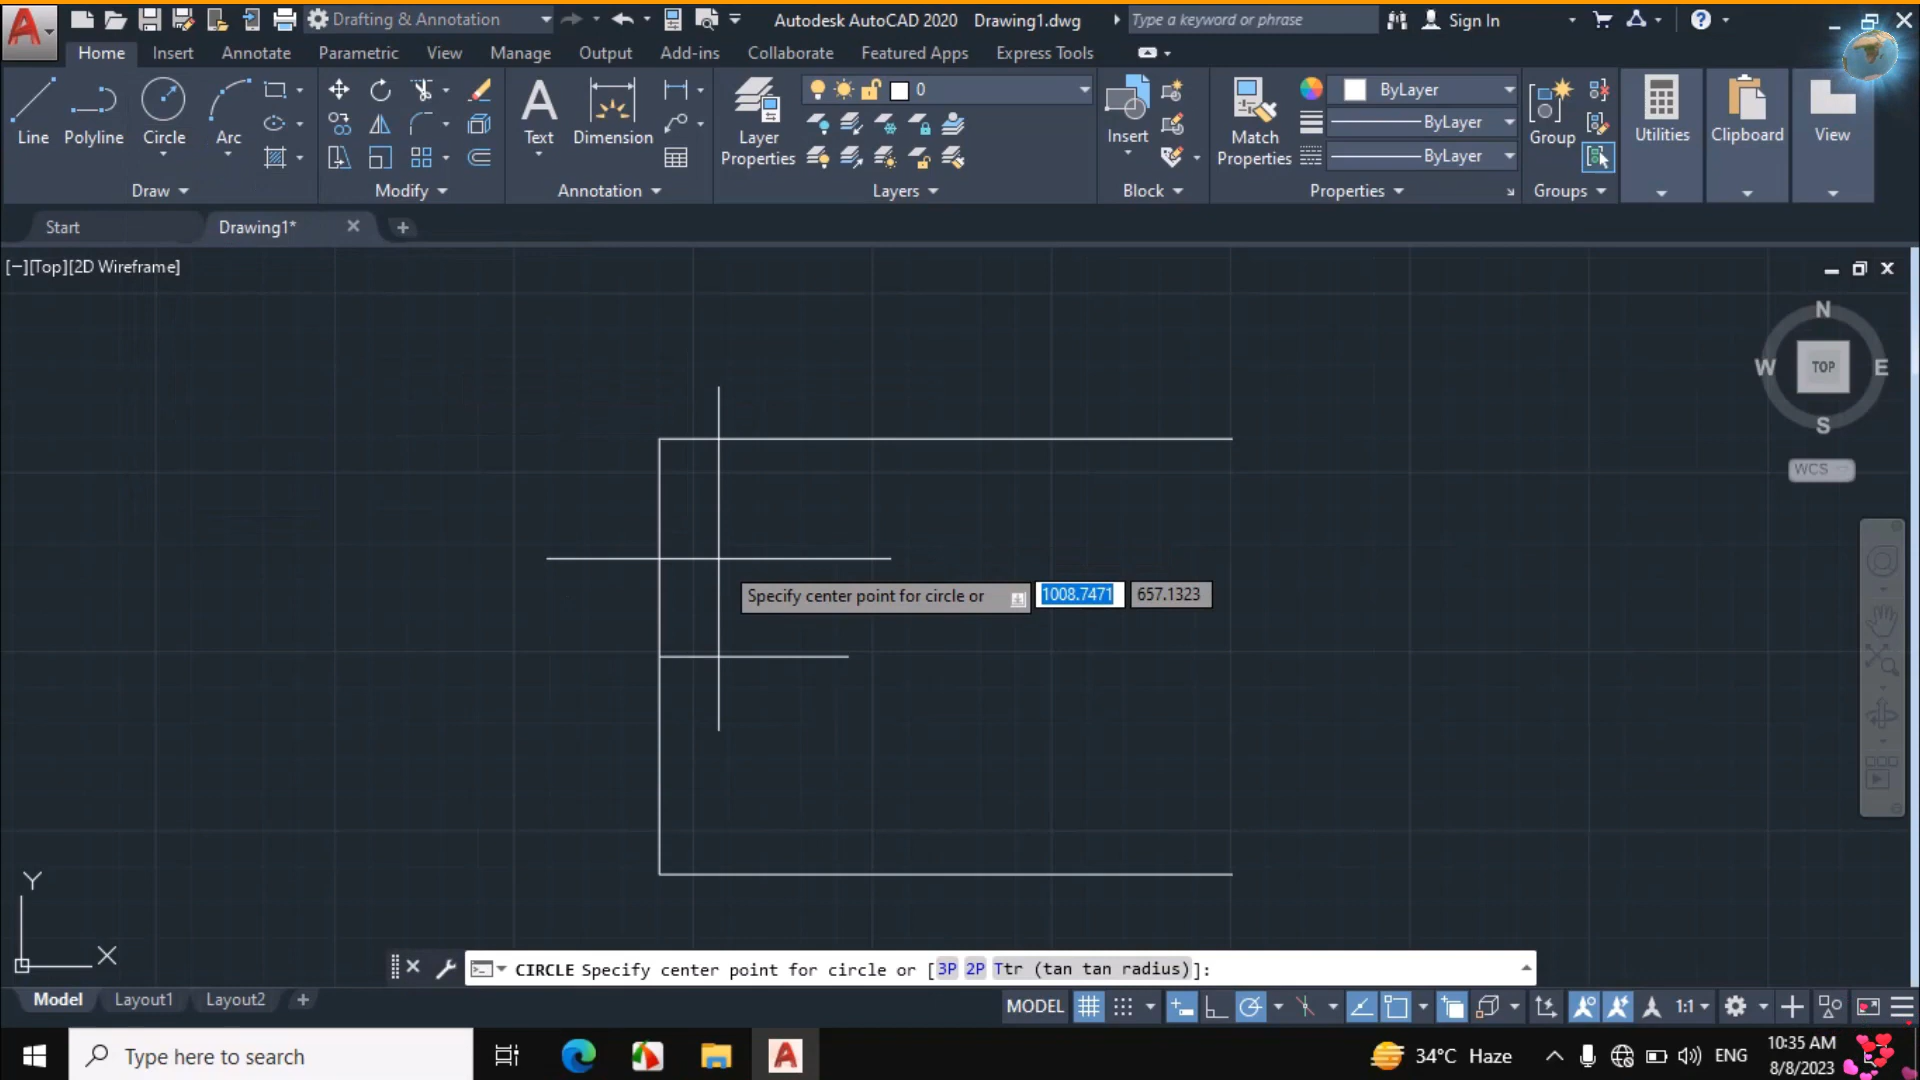 Drafting & Annotation
Autodesk AutoCAD 2020 Drawing1.dwg
Type a keyword or phrase
Sign In
Home Insert Annotate Parametric View Manage Output Add-ins Collaborate Featured Apps Express Tools
0
ByLayer
ByLayer
ByLayer
Line Polyline Circle Arc
Text Dimension
Layer
Properties
Insert
Match
Properties
Group
Utilities Clipboard View
Draw Modify Annotation Layers Block Properties Groups
Start Drawing1*
[−][Top][2D Wireframe]
N
W TOP E
S
WCS
Specify center point for circle or 1008.7471 657.1323
Y
X
CIRCLE Specify center point for circle or [3P 2P Ttr (tan tan radius)]:
Model Layout1 Layout2
MODEL
1:1
Type here to search
34°C Haze
ENG
10:35 AM
8/8/2023